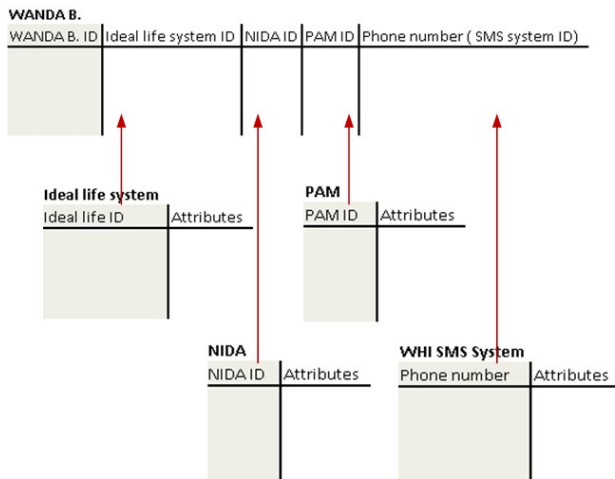 WANDA B.
WANDA B. ID Ideal life system ID NIDA ID PAM ID Phone number ( SMS system ID)
Ideal life system
Ideal life ID Attributes
PAM
PAM ID Attributes
NIDA
NIDA ID Attributes
WHI SMS System
Phone number Attributes